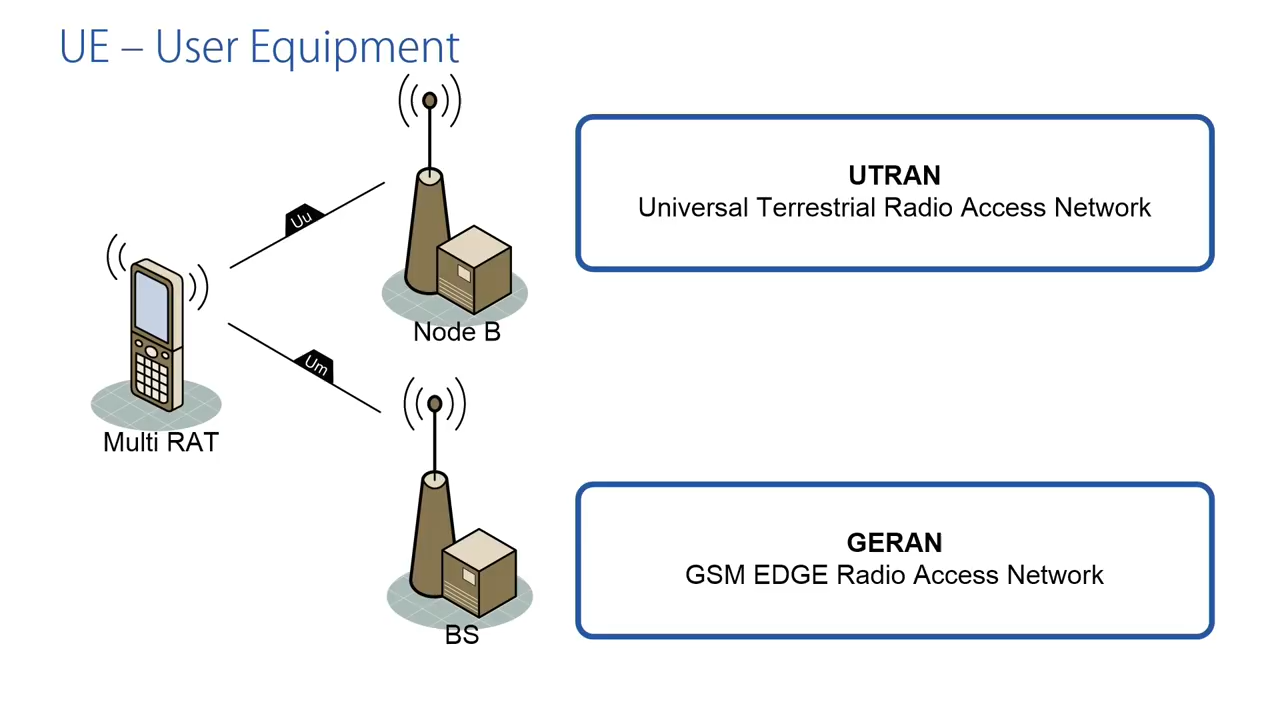 UE – User Equipment
Uu
Node B
UTRAN
Universal Terrestrial Radio Access Network
Multi RAT
Um
BS
GERAN
GSM EDGE Radio Access Network